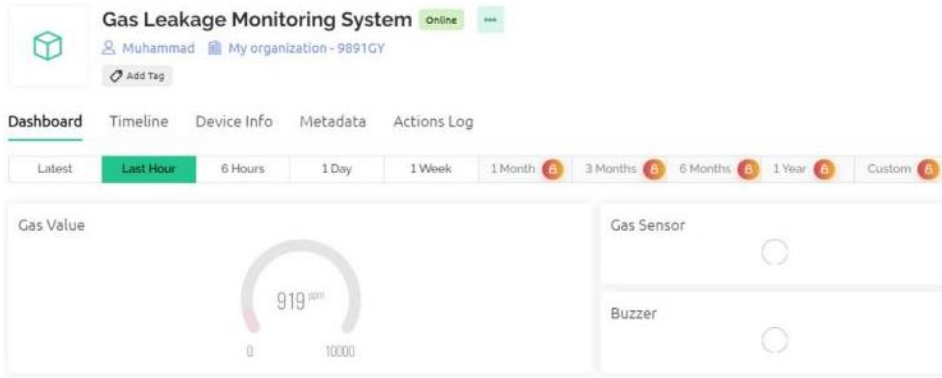 Gas Leakage Monitoring System Online
Muhammad My organization - 9891GY
Add Tag
Dashboard Timeline Device Info Metadata Actions Log
Latest Last Hour 6 Hours 1 Day 1 Week 1 Month 3 Months 6 Months 1 Year Custom
Gas Value
919 ppm
0 10000
Gas Sensor
Buzzer